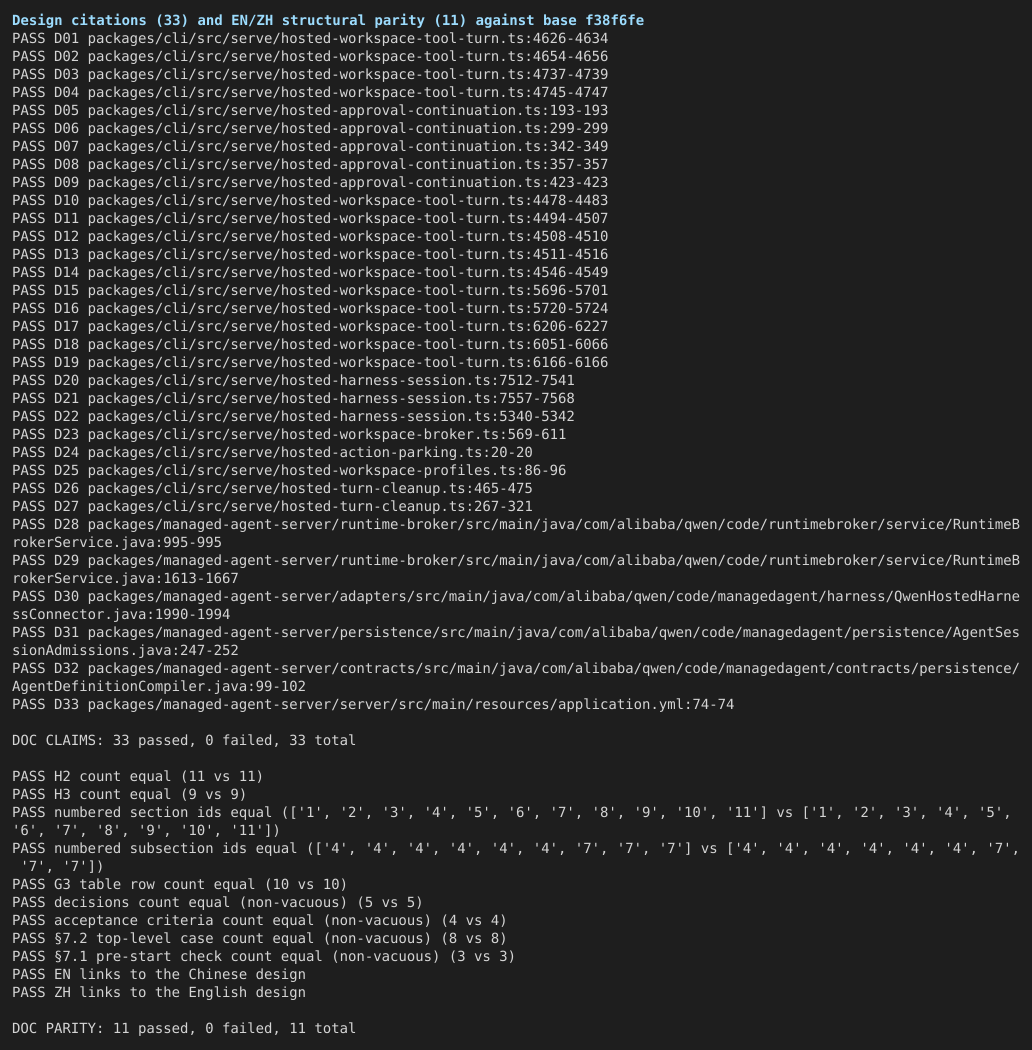 Design citations (33) and EN/ZH structural parity (11) against base f38f6fe
PASS D01 packages/cli/src/serve/hosted-workspace-tool-turn.ts:4626-4634
PASS D02 packages/cli/src/serve/hosted-workspace-tool-turn.ts:4654-4656
PASS D03 packages/cli/src/serve/hosted-workspace-tool-turn.ts:4737-4739
PASS D04 packages/cli/src/serve/hosted-workspace-tool-turn.ts:4745-4747
PASS D05 packages/cli/src/serve/hosted-approval-continuation.ts:193-193
PASS D06 packages/cli/src/serve/hosted-approval-continuation.ts:299-299
PASS D07 packages/cli/src/serve/hosted-approval-continuation.ts:342-349
PASS D08 packages/cli/src/serve/hosted-approval-continuation.ts:357-357
PASS D09 packages/cli/src/serve/hosted-approval-continuation.ts:423-423
PASS D10 packages/cli/src/serve/hosted-workspace-tool-turn.ts:4478-4483
PASS D11 packages/cli/src/serve/hosted-workspace-tool-turn.ts:4494-4507
PASS D12 packages/cli/src/serve/hosted-workspace-tool-turn.ts:4508-4510
PASS D13 packages/cli/src/serve/hosted-workspace-tool-turn.ts:4511-4516
PASS D14 packages/cli/src/serve/hosted-workspace-tool-turn.ts:4546-4549
PASS D15 packages/cli/src/serve/hosted-workspace-tool-turn.ts:5696-5701
PASS D16 packages/cli/src/serve/hosted-workspace-tool-turn.ts:5720-5724
PASS D17 packages/cli/src/serve/hosted-workspace-tool-turn.ts:6206-6227
PASS D18 packages/cli/src/serve/hosted-workspace-tool-turn.ts:6051-6066
PASS D19 packages/cli/src/serve/hosted-workspace-tool-turn.ts:6166-6166
PASS D20 packages/cli/src/serve/hosted-harness-session.ts:7512-7541
PASS D21 packages/cli/src/serve/hosted-harness-session.ts:7557-7568
PASS D22 packages/cli/src/serve/hosted-harness-session.ts:5340-5342
PASS D23 packages/cli/src/serve/hosted-workspace-broker.ts:569-611
PASS D24 packages/cli/src/serve/hosted-action-parking.ts:20-20
PASS D25 packages/cli/src/serve/hosted-workspace-profiles.ts:86-96
PASS D26 packages/cli/src/serve/hosted-turn-cleanup.ts:465-475
PASS D27 packages/cli/src/serve/hosted-turn-cleanup.ts:267-321
PASS D28 packages/managed-agent-server/runtime-broker/src/main/java/com/alibaba/qwen/code/runtimebroker/service/RuntimeB
rokerService.java:995-995
PASS D29 packages/managed-agent-server/runtime-broker/src/main/java/com/alibaba/qwen/code/runtimebroker/service/RuntimeB
rokerService.java:1613-1667
PASS D30 packages/managed-agent-server/adapters/src/main/java/com/alibaba/qwen/code/managedagent/harness/QwenHostedHarne
ssConnector.java:1990-1994
PASS D31 packages/managed-agent-server/persistence/src/main/java/com/alibaba/qwen/code/managedagent/persistence/AgentSes
sionAdmissions.java:247-252
PASS D32 packages/managed-agent-server/contracts/src/main/java/com/alibaba/qwen/code/managedagent/contracts/persistence/
AgentDefinitionCompiler.java:99-102
PASS D33 packages/managed-agent-server/server/src/main/resources/application.yml:74-74
DOC CLAIMS: 33 passed, 0 failed, 33 total
PASS H2 count equal (11 vs 11)
PASS H3 count equal (9 vs 9)
PASS numbered section ids equal (['1', '2', '3', '4', '5', '6', '7', '8', '9', '10', '11'] vs ['1', '2', '3', '4', '5',
'6', '7', '8', '9', '10', '11'])
PASS numbered subsection ids equal (['4', '4', '4', '4', '4', '4', '7', '7', '7'] vs ['4', '4', '4', '4', '4', '4', '7',
'7', '7'])
PASS G3 table row count equal (10 vs 10)
PASS decisions count equal (non-vacuous) (5 vs 5)
PASS acceptance criteria count equal (non-vacuous) (4 vs 4)
PASS §7.2 top-level case count equal (non-vacuous) (8 vs 8)
PASS §7.1 pre-start check count equal (non-vacuous) (3 vs 3)
PASS EN links to the Chinese design
PASS ZH links to the English design
DOC PARITY: 11 passed, 0 failed, 11 total